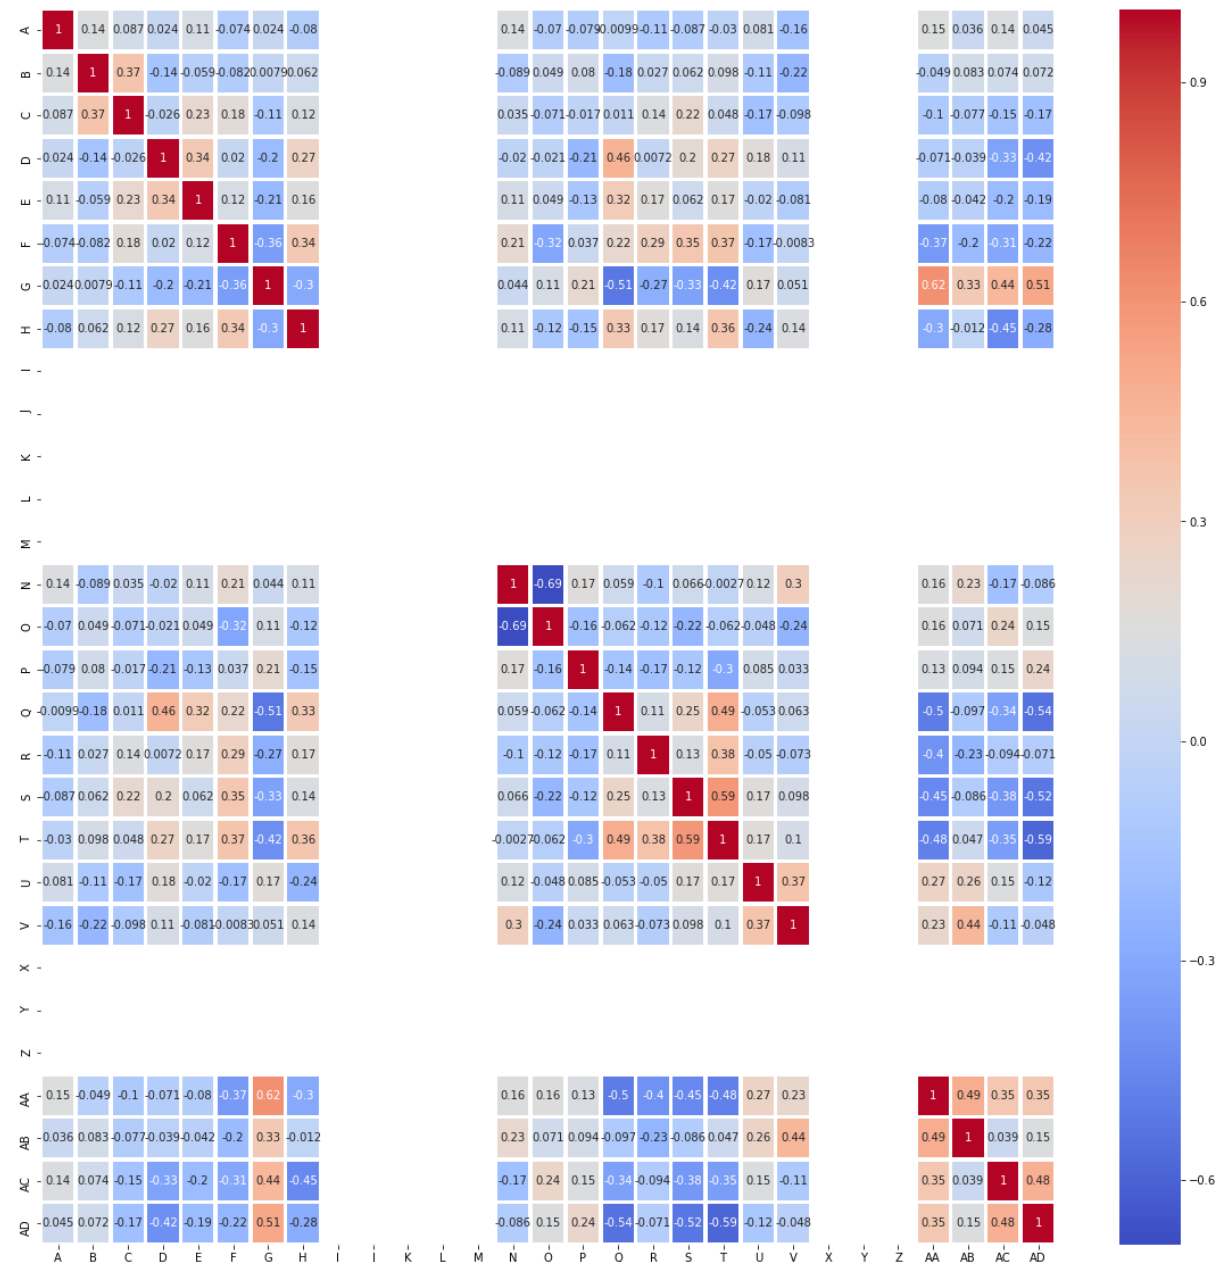 A 1 0.14 0.087 0.024 0.11 -0.074 0.024 -0.08 0.14 -0.07 -0.079 0.0099 -0.11 -0.087 -0.03 0.081 -0.16 0.15 0.036 0.14 0.045
B 0.14 1 0.37 -0.14 -0.059 -0.082 0.0079 0.062 -0.089 0.049 0.08 -0.18 0.027 0.062 0.098 -0.11 -0.22 -0.049 0.083 0.074 0.072
0.9
C 0.087 0.37 1 -0.026 0.23 0.18 -0.11 0.12 0.035 -0.071 -0.017 0.011 0.14 0.22 0.048 -0.17 -0.098 -0.1 -0.077 -0.15 -0.17
D 0.024 -0.14 -0.026 1 0.34 0.02 -0.2 0.27 -0.02 -0.021 -0.21 0.46 0.0072 0.2 0.27 0.18 0.11 -0.071 -0.039 -0.33 -0.42
E 0.11 -0.059 0.23 0.34 1 0.12 -0.21 0.16 0.11 0.049 -0.13 0.32 0.17 0.062 0.17 -0.02 -0.081 -0.08 -0.042 -0.2 -0.19
F -0.074 -0.082 0.18 0.02 0.12 1 -0.36 0.34 0.21 -0.32 0.037 0.22 0.29 0.35 0.37 -0.17 -0.0083 -0.37 -0.2 -0.31 -0.22
G 0.024 0.0079 -0.11 -0.2 -0.21 -0.36 1 -0.3 0.044 0.11 0.21 -0.51 -0.27 -0.33 -0.42 0.17 0.051 0.62 0.33 0.44 0.51
0.6
H -0.08 0.062 0.12 0.27 0.16 0.34 -0.3 1 0.11 -0.12 -0.15 0.33 0.17 0.14 0.36 -0.24 0.14 -0.3 -0.012 -0.45 -0.28
I
J
K
L
0.3
M
N 0.14 -0.089 0.035 -0.02 0.11 0.21 0.044 0.11 1 -0.69 0.17 0.059 -0.1 0.066 -0.0027 0.12 0.3 0.16 0.23 -0.17 -0.086
O -0.07 0.049 -0.071 -0.021 0.049 -0.32 0.11 -0.12 -0.69 1 -0.16 -0.062 -0.12 -0.22 -0.062 -0.048 -0.24 0.16 0.071 0.24 0.15
P -0.079 0.08 -0.017 -0.21 -0.13 0.037 0.21 -0.15 0.17 -0.16 1 -0.14 -0.17 -0.12 -0.3 0.085 0.033 0.13 0.094 0.15 0.24
Q -0.0099 -0.18 0.011 0.46 0.32 0.22 -0.51 0.33 0.059 -0.062 -0.14 1 0.11 0.25 0.49 -0.053 0.063 -0.5 -0.097 -0.34 -0.54
0.0
R -0.11 0.027 0.14 0.0072 0.17 0.29 -0.27 0.17 -0.1 -0.12 -0.17 0.11 1 0.13 0.38 -0.05 -0.073 -0.4 -0.23 -0.094 -0.071
S -0.087 0.062 0.22 0.2 0.062 0.35 -0.33 0.14 0.066 -0.22 -0.12 0.25 0.13 1 0.59 0.17 0.098 -0.45 -0.086 -0.38 -0.52
T -0.03 0.098 0.048 0.27 0.17 0.37 -0.42 0.36 -0.0027 -0.062 -0.3 0.49 0.38 0.59 1 0.17 0.1 -0.48 0.047 -0.35 -0.59
U 0.081 -0.11 -0.17 0.18 -0.02 -0.17 0.17 -0.24 0.12 -0.048 0.085 -0.053 -0.05 0.17 0.17 1 0.37 0.27 0.26 0.15 -0.12
V -0.16 -0.22 -0.098 0.11 -0.081 -0.0083 0.051 0.14 0.3 -0.24 0.033 0.063 -0.073 0.098 0.1 0.37 1 0.23 0.44 -0.11 -0.048
−0.3
X
Y
Z
AA 0.15 -0.049 -0.1 -0.071 -0.08 -0.37 0.62 -0.3 0.16 0.16 0.13 -0.5 -0.4 -0.45 -0.48 0.27 0.23 1 0.49 0.35 0.35
AB 0.036 0.083 -0.077 -0.039 -0.042 -0.2 0.33 -0.012 0.23 0.071 0.094 -0.097 -0.23 -0.086 0.047 0.26 0.44 0.49 1 0.039 0.15
AC 0.14 0.074 -0.15 -0.33 -0.2 -0.31 0.44 -0.45 -0.17 0.24 0.15 -0.34 -0.094 -0.38 -0.35 0.15 -0.11 0.35 0.039 1 0.48
−0.6
AD 0.045 0.072 -0.17 -0.42 -0.19 -0.22 0.51 -0.28 -0.086 0.15 0.24 -0.54 -0.071 -0.52 -0.59 -0.12 -0.048 0.35 0.15 0.48 1
A B C D E F G H I I K L M N O P Q R S T U V X Y Z AA AB AC AD